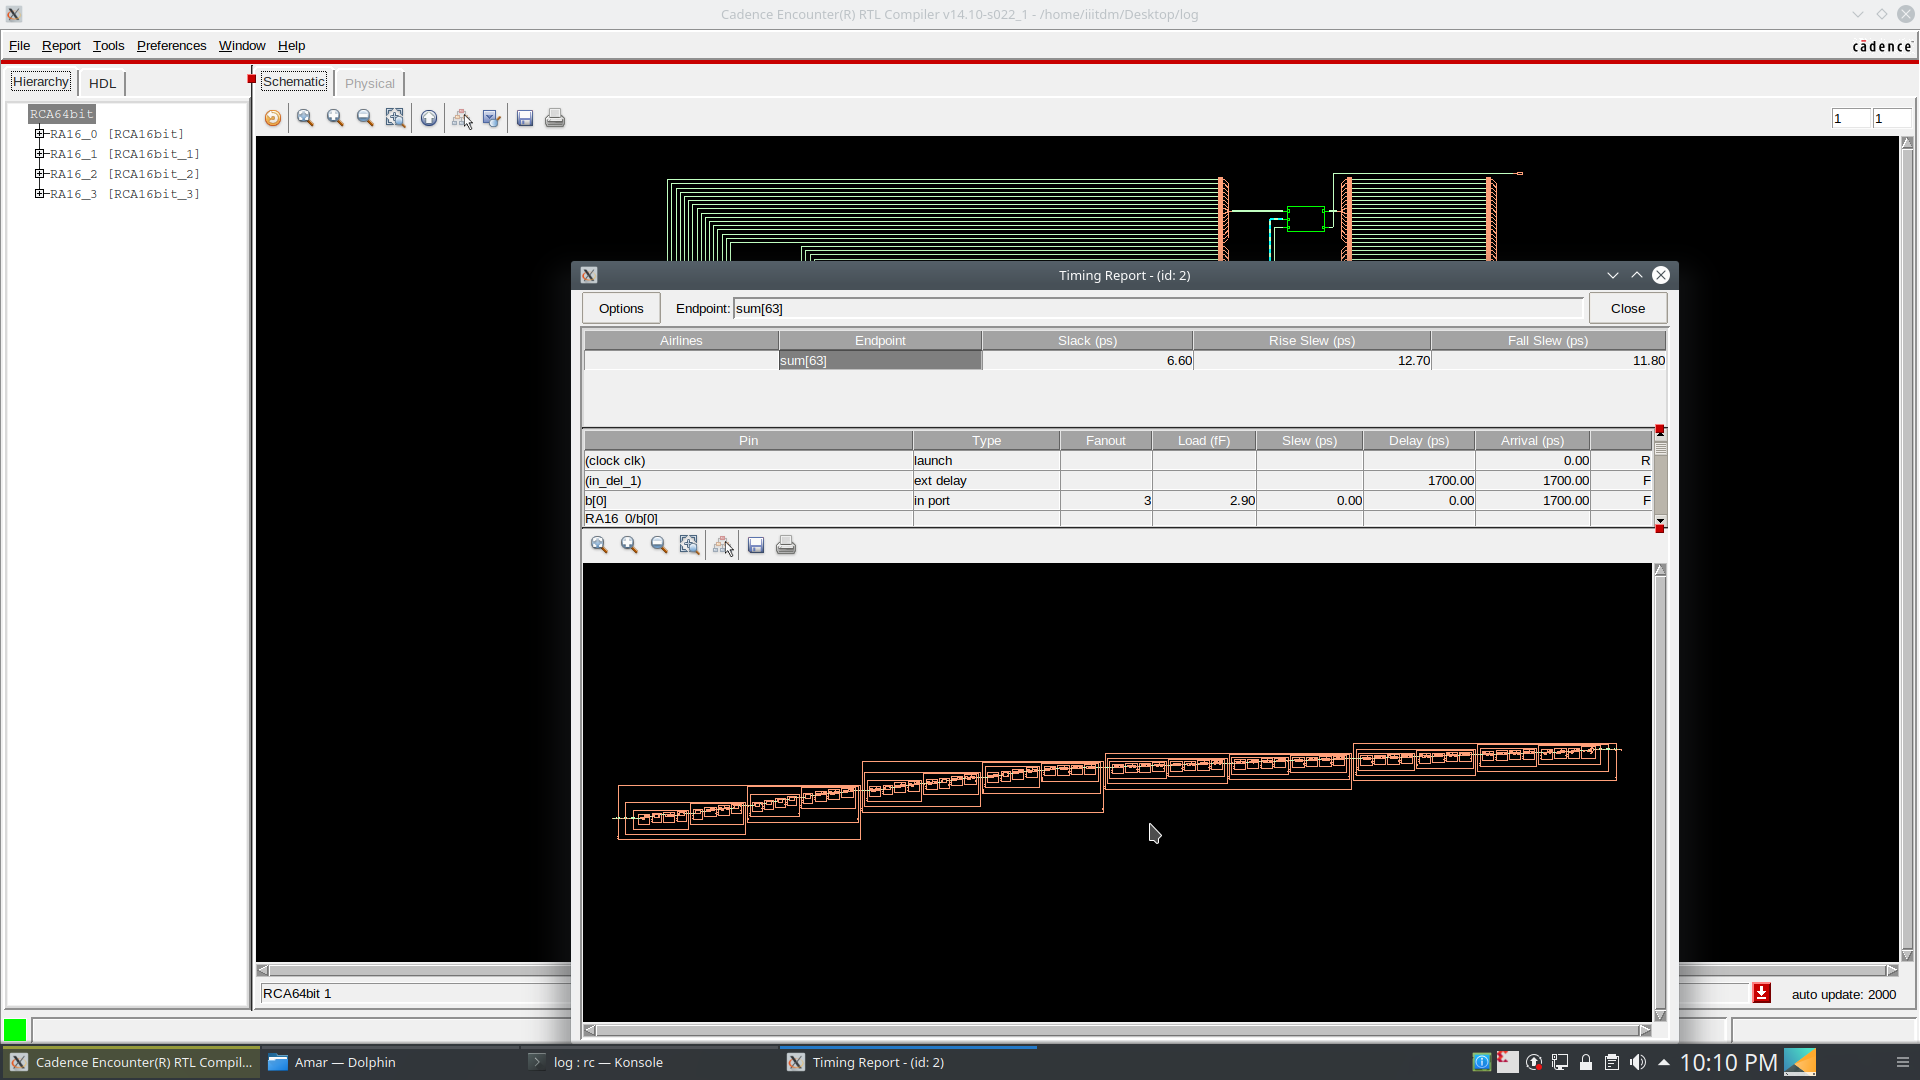 Cadence Encounter(R) RTL Compiler v14.10-s022_1 - /home/iiitdm/Desktop/log
File Report Tools Preferences Window Help
cādence
Hierarchy HDL
Schematic Physical
1 1
RCA64bit
RA16_0 [RCA16bit]
RA16_1 [RCA16bit_1]
RA16_2 [RCA16bit_2]
RA16_3 [RCA16bit_3]
Timing Report - (id: 2)
Options Endpoint: sum[63] Close
Airlines Endpoint Slack (ps) Rise Slew (ps) Fall Slew (ps)
sum[63] 6.60 12.70 11.80
Pin Type Fanout Load (fF) Slew (ps) Delay (ps) Arrival (ps)
(clock clk) launch 0.00 R
(in_del_1) ext delay 1700.00 1700.00 F
b[0] in port 3 2.90 0.00 0.00 1700.00 F
RA16_0/b[0]
RCA64bit 1
auto update: 2000
Cadence Encounter(R) RTL Compil... Amar — Dolphin log : rc — Konsole Timing Report - (id: 2) 10:10 PM